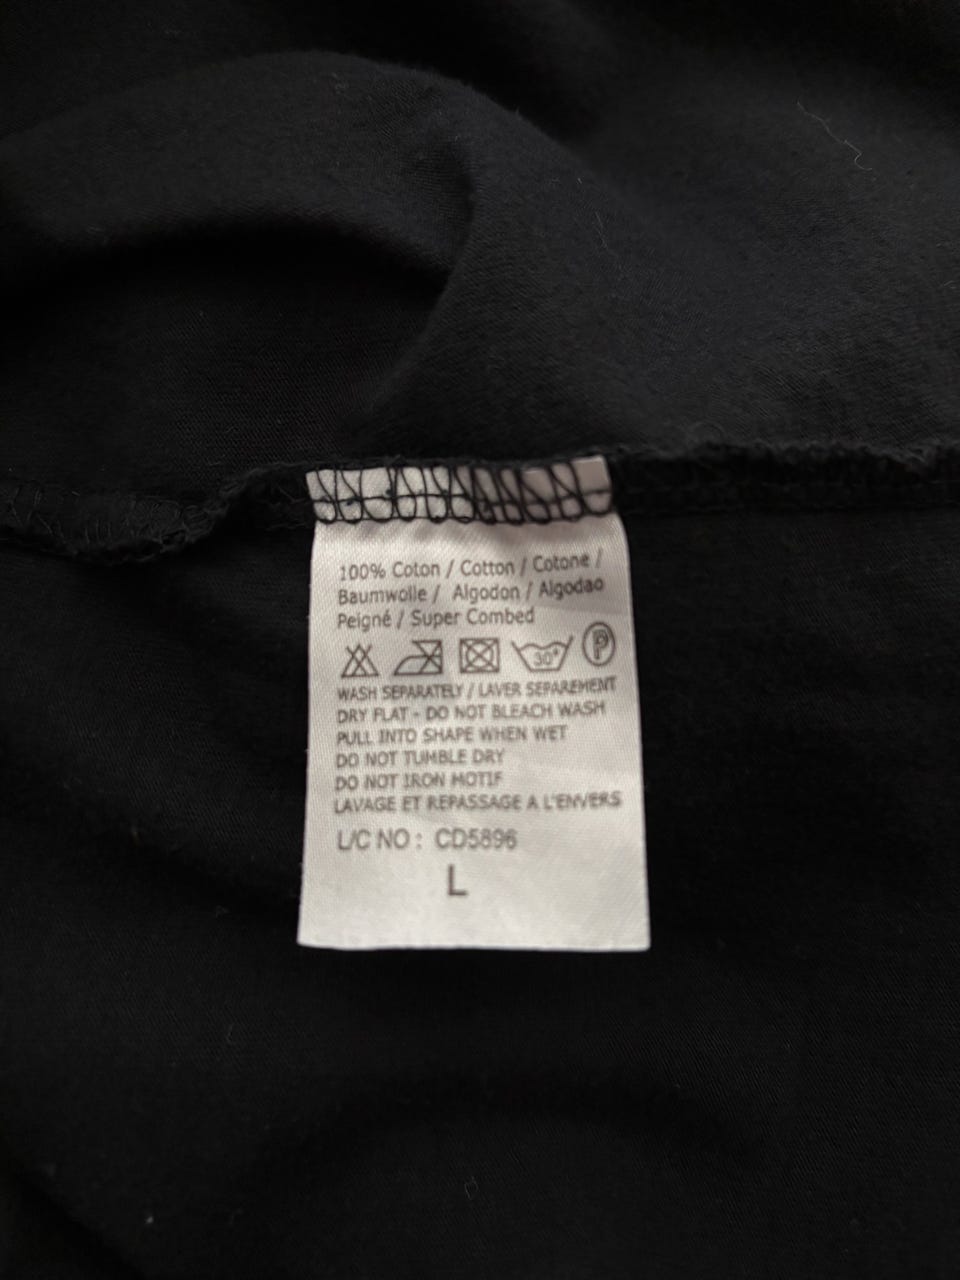 100% Coton / Cotton / Cotone /
Baumwolle / Algodon / Algodao
Peigné / Super Combed
30° P
WASH SEPARATELY / LAVER SEPAREMENT
DRY FLAT - DO NOT BLEACH WASH
PULL INTO SHAPE WHEN WET
DO NOT TUMBLE DRY
DO NOT IRON MOTIF
LAVAGE ET REPASSAGE A L'ENVERS
L/C NO : CD5896
L